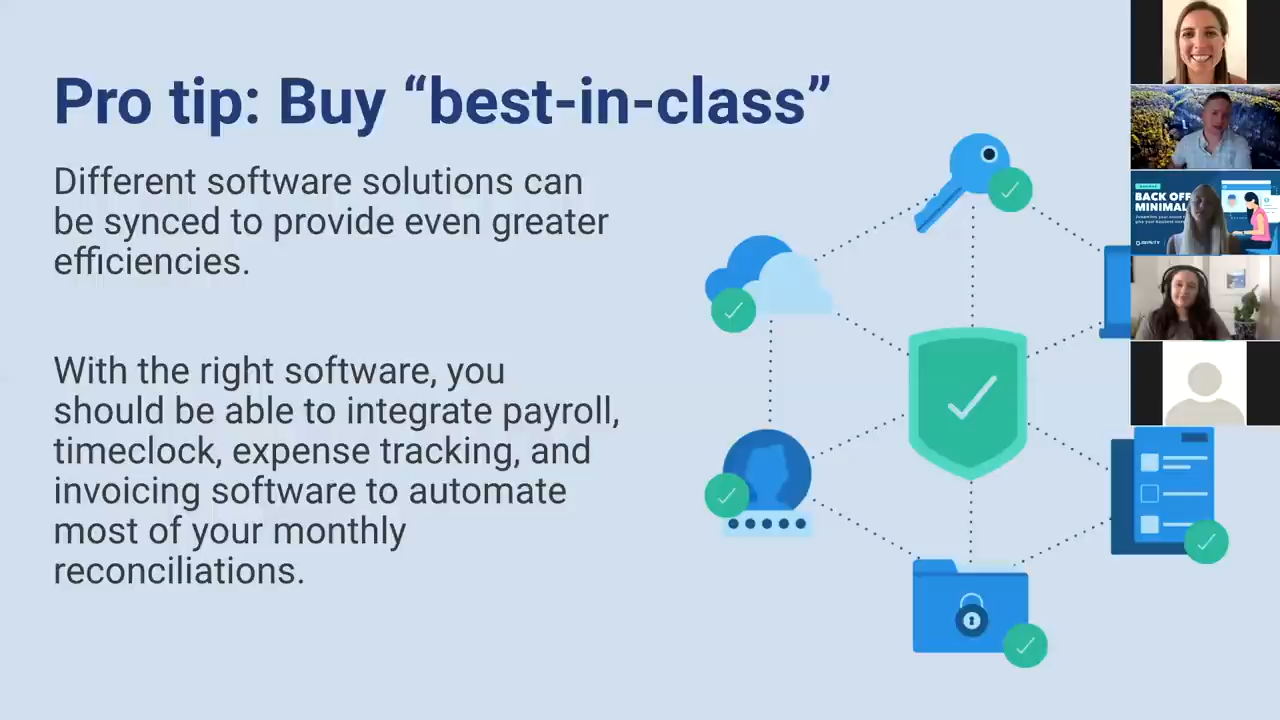 Pro tip: Buy “best-in-class”
Different software solutions can
be synced to provide even greater
efficiencies.
With the right software, you
should be able to integrate payroll,
timeclock, expense tracking, and
invoicing software to automate
most of your monthly
reconciliations.
BACK OFF
MINIMAL